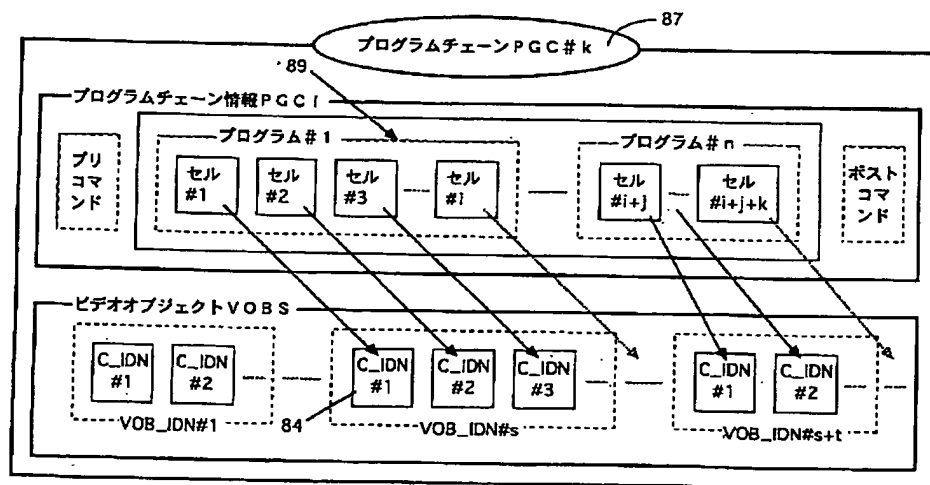 プログラムチェーンPGC#k
87
89
プログラムチェーン情報PGCI
プログラム#1
プログラム#n
プリ
コマ
ンド
セル
#1
セル
#2
セル
#3
セル
#i
セル
#i+j
セル
#i+j+k
ポスト
コマ
ンド
ビデオオブジェクトVOBS
C_IDN
#1
C_IDN
#2
C_IDN
#1
C_IDN
#2
C_IDN
#3
C_IDN
#1
C_IDN
#2
VOB_IDN#1
84
VOB_IDN#s
VOB_IDN#s+t